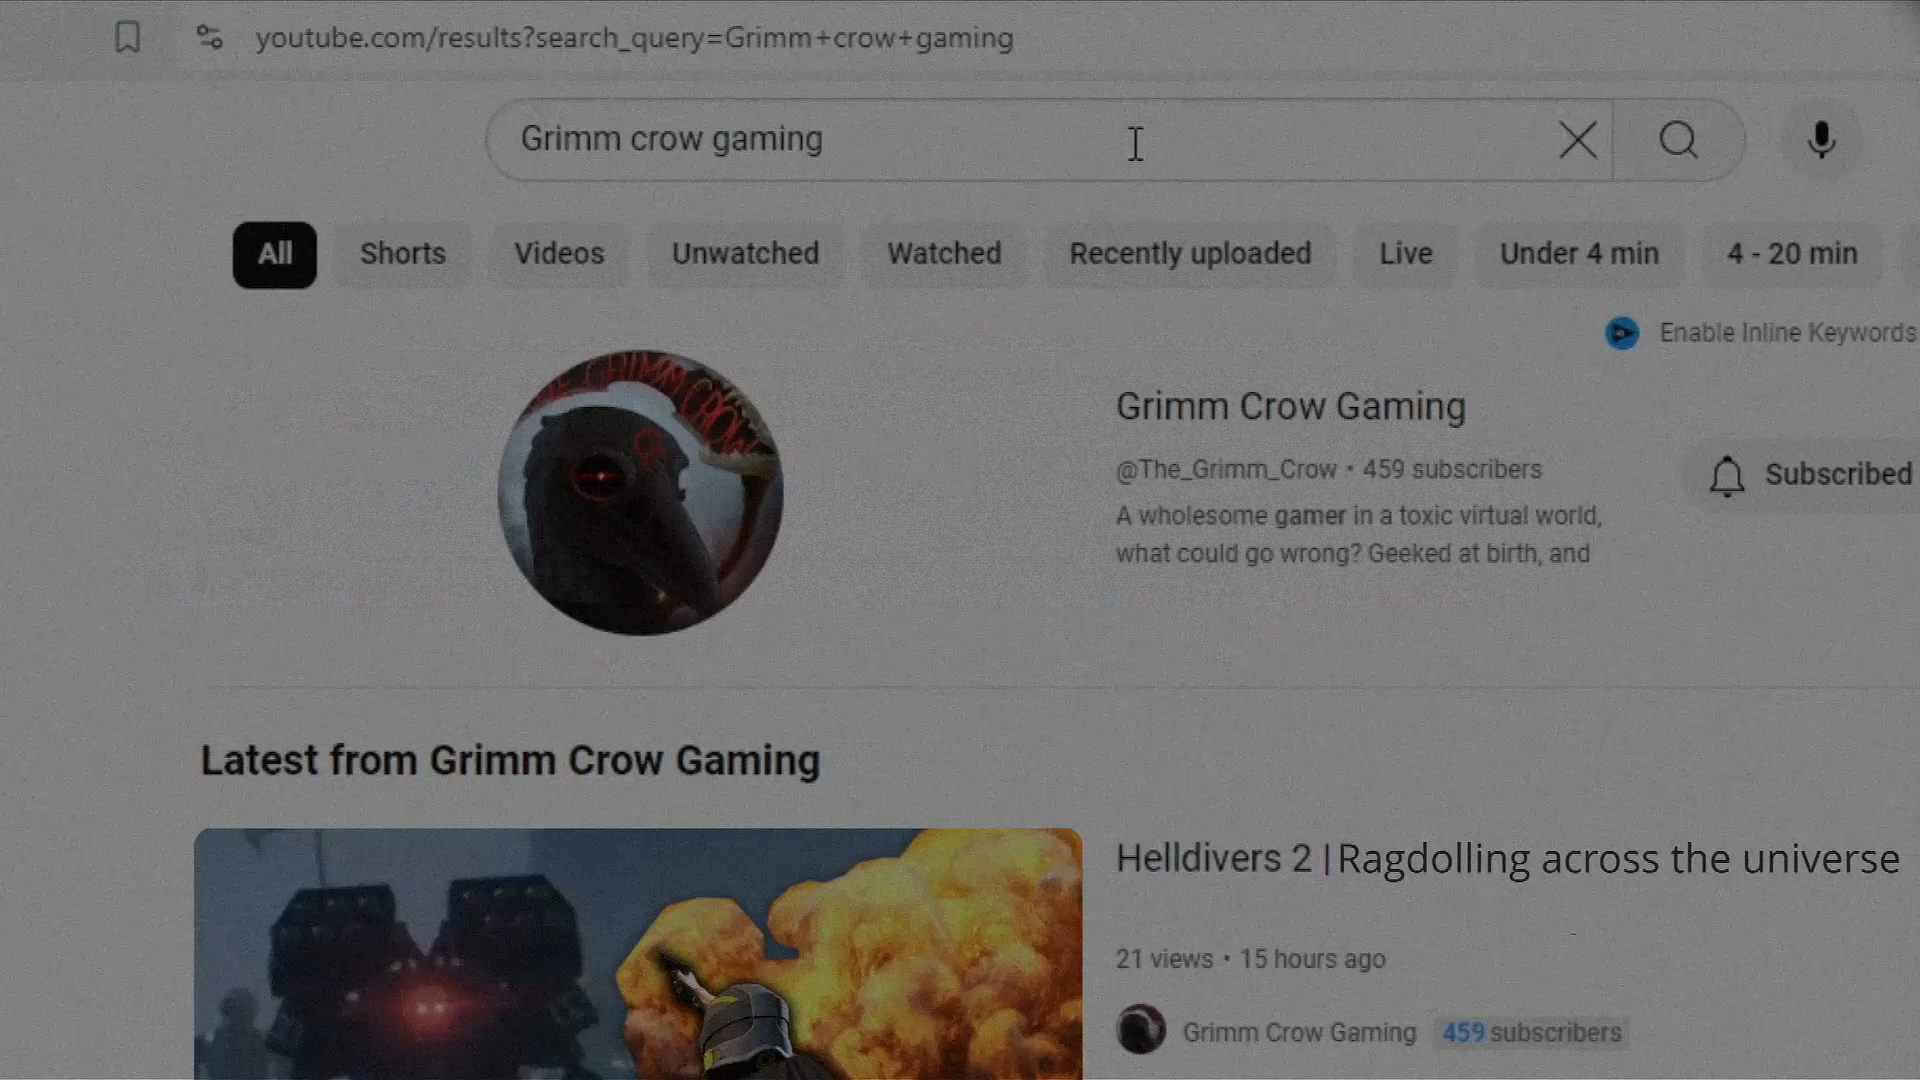 youtube.com/results?search_query=Grimm+crow+gaming
Grimm crow gaming
All Shorts Videos Unwatched Watched Recently uploaded Live Under 4 min 4 - 20 min
Enable Inline Keywords
THE GRIMM CROW
Grimm Crow Gaming
@The_Grimm_Crow • 459 subscribers
Subscribed
A wholesome gamer in a toxic virtual world,
what could go wrong? Geeked at birth, and
Latest from Grimm Crow Gaming
Helldivers 2 | Ragdolling across the universe
21 views • 15 hours ago
Grimm Crow Gaming 459 subscribers